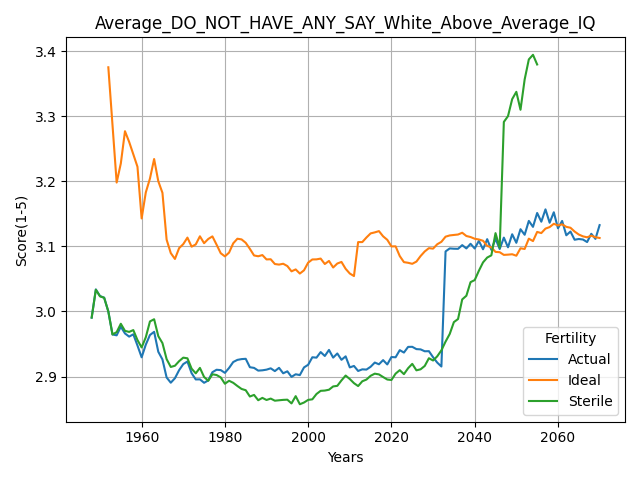 Average_DO_NOT_HAVE_ANY_SAY_White_Above_Average_IQ
3.4
3.3
3.2
3.1
3.0
2.9
Score(1-5)
Fertility
Actual
Ideal
Sterile
1960
1980
2000
2020
2040
2060
Years